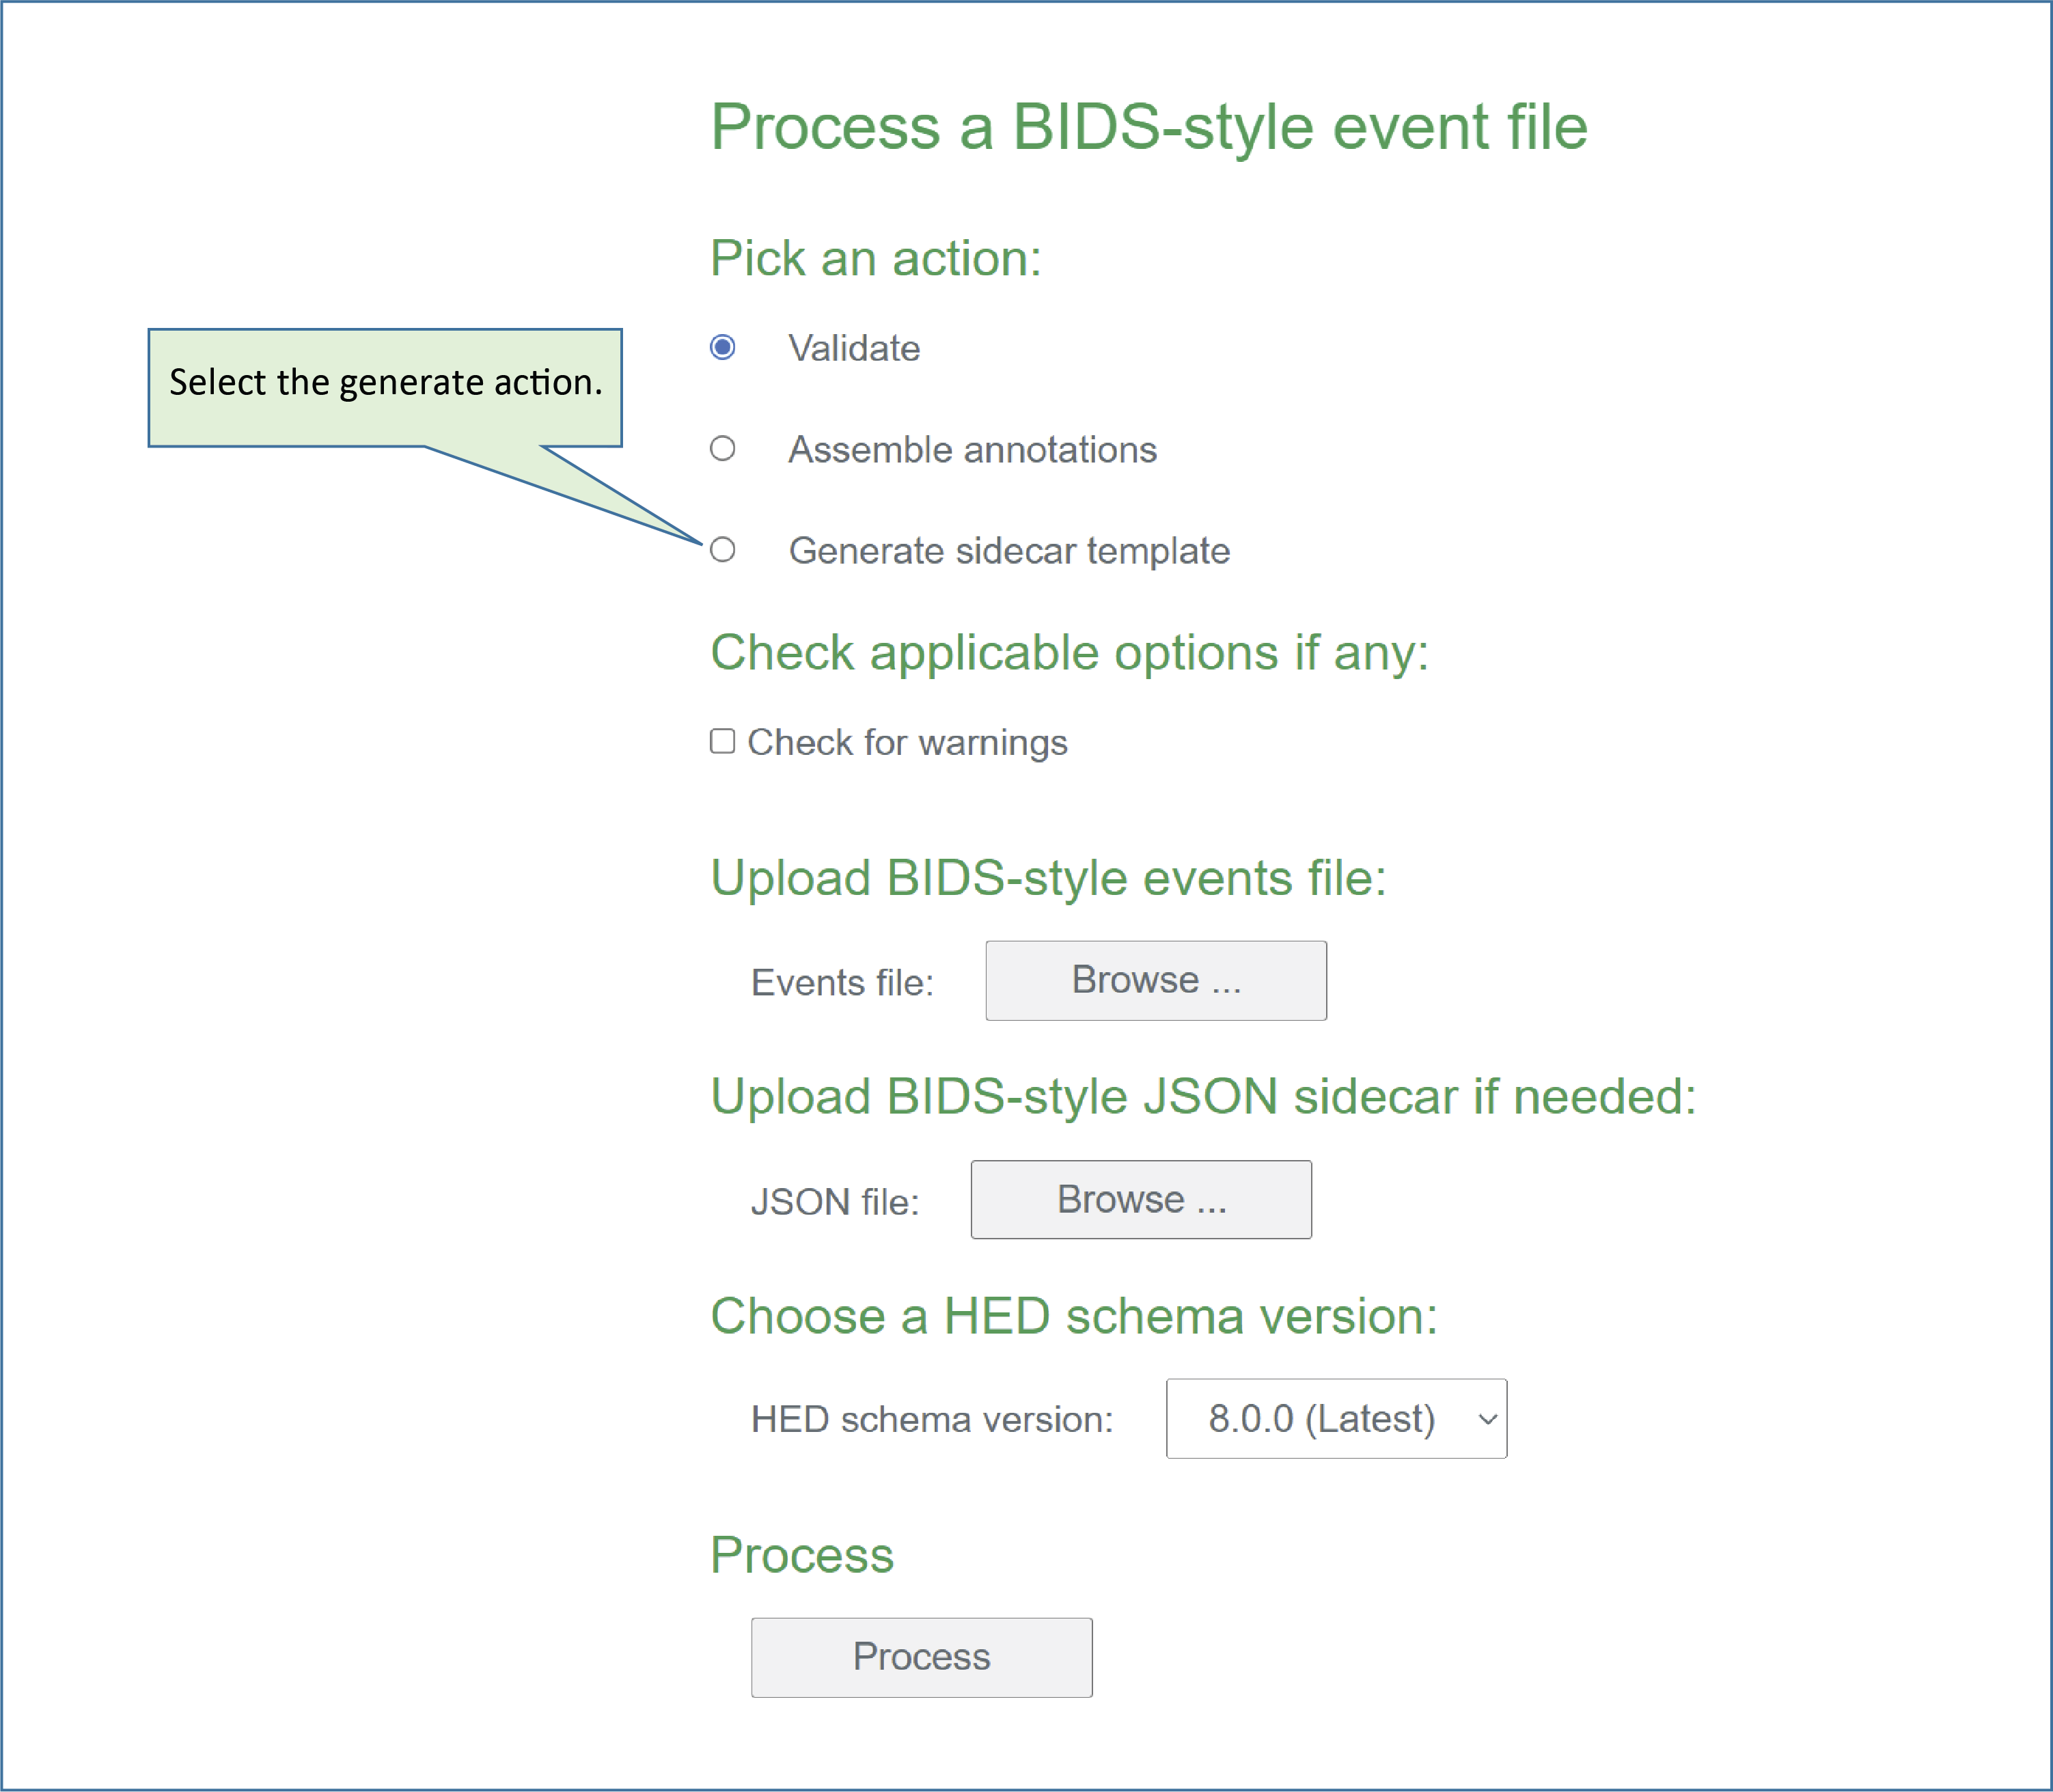 Process a BIDS-style event file
Pick an action:
Validate
Select the generate action.
Assemble annotations
Generate sidecar template
Check applicable options if any:
Check for warnings
Upload BIDS-style events file:
Events file: Browse ...
Upload BIDS-style JSON sidecar if needed:
JSON file: Browse ...
Choose a HED schema version:
HED schema version: 8.0.0 (Latest)
Process
Process